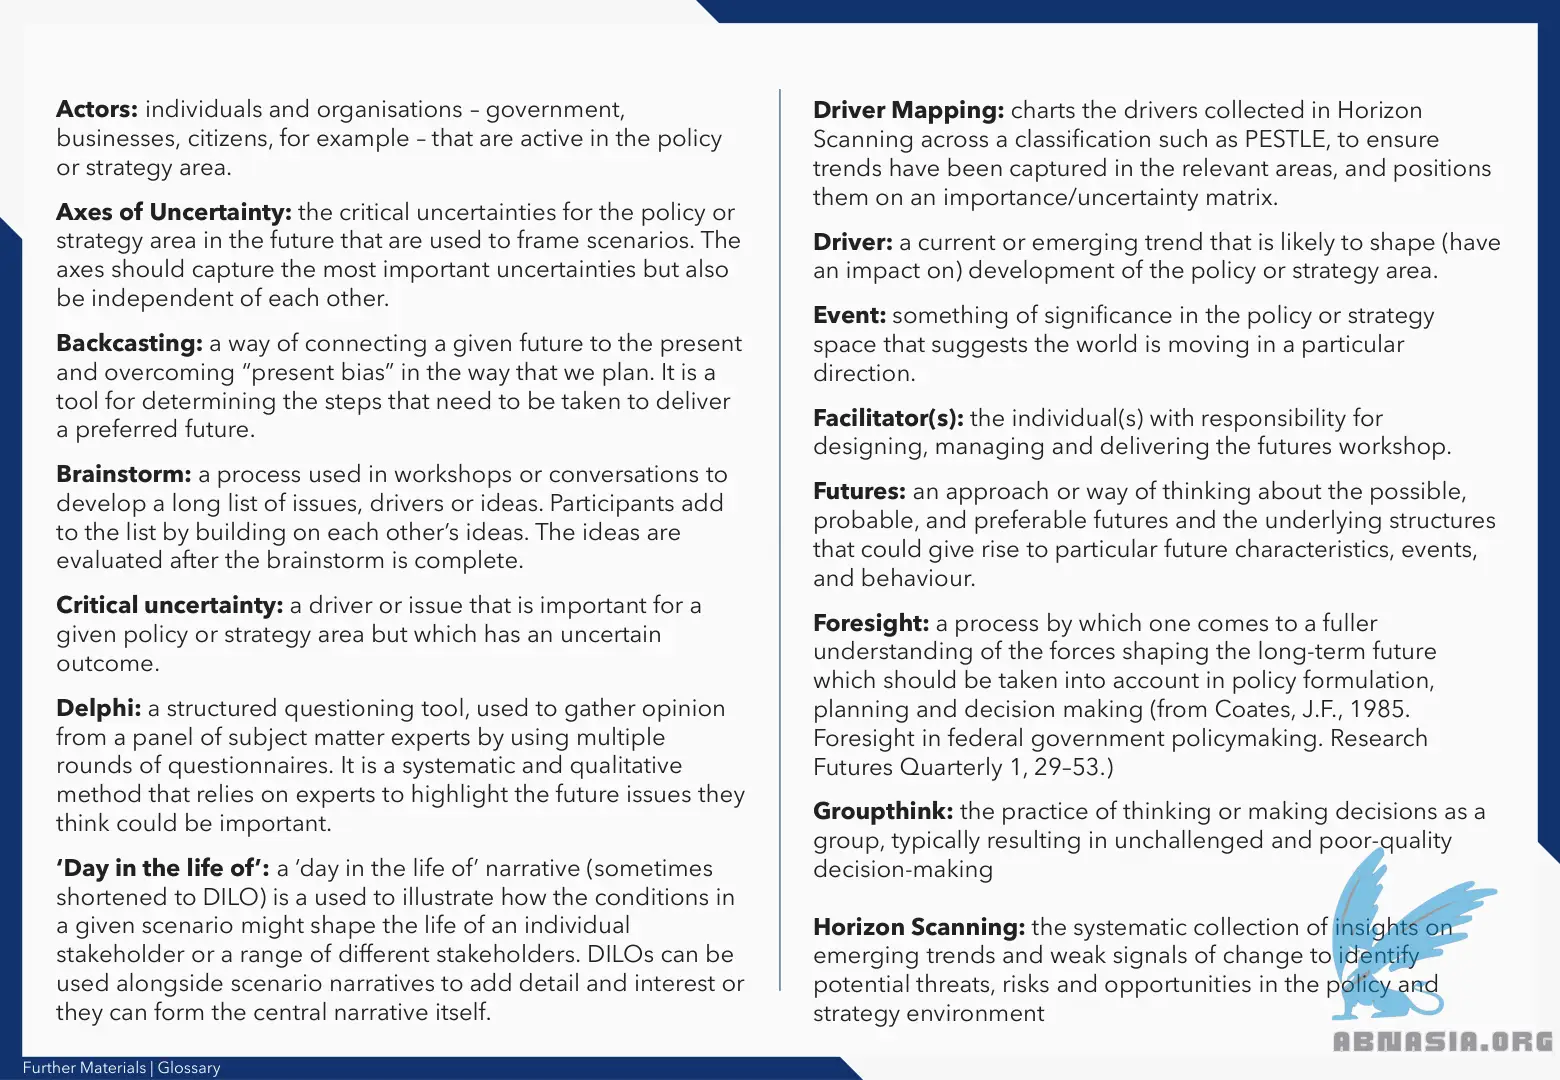 Actors: individuals and organisations – government,
businesses, citizens, for example – that are active in the policy
or strategy area.
Axes of Uncertainty: the critical uncertainties for the policy or
strategy area in the future that are used to frame scenarios. The
axes should capture the most important uncertainties but also
be independent of each other.
Backcasting: a way of connecting a given future to the present
and overcoming “present bias” in the way that we plan. It is a
tool for determining the steps that need to be taken to deliver
a preferred future.
Brainstorm: a process used in workshops or conversations to
develop a long list of issues, drivers or ideas. Participants add
to the list by building on each other’s ideas. The ideas are
evaluated after the brainstorm is complete.
Critical uncertainty: a driver or issue that is important for a
given policy or strategy area but which has an uncertain
outcome.
Delphi: a structured questioning tool, used to gather opinion
from a panel of subject matter experts by using multiple
rounds of questionnaires. It is a systematic and qualitative
method that relies on experts to highlight the future issues they
think could be important.
‘Day in the life of’: a ‘day in the life of’ narrative (sometimes
shortened to DILO) is a used to illustrate how the conditions in
a given scenario might shape the life of an individual
stakeholder or a range of different stakeholders. DILOs can be
used alongside scenario narratives to add detail and interest or
they can form the central narrative itself.
Driver Mapping: charts the drivers collected in Horizon
Scanning across a classification such as PESTLE, to ensure
trends have been captured in the relevant areas, and positions
them on an importance/uncertainty matrix.
Driver: a current or emerging trend that is likely to shape (have
an impact on) development of the policy or strategy area.
Event: something of significance in the policy or strategy
space that suggests the world is moving in a particular
direction.
Facilitator(s): the individual(s) with responsibility for
designing, managing and delivering the futures workshop.
Futures: an approach or way of thinking about the possible,
probable, and preferable futures and the underlying structures
that could give rise to particular future characteristics, events,
and behaviour.
Foresight: a process by which one comes to a fuller
understanding of the forces shaping the long-term future
which should be taken into account in policy formulation,
planning and decision making (from Coates, J.F., 1985.
Foresight in federal government policymaking. Research
Futures Quarterly 1, 29–53.)
Groupthink: the practice of thinking or making decisions as a
group, typically resulting in unchallenged and poor-quality
decision-making
Horizon Scanning: the systematic collection of insights on
emerging trends and weak signals of change to identify
potential threats, risks and opportunities in the policy and
strategy environment
ABNASIA.ORG
Further Materials | Glossary